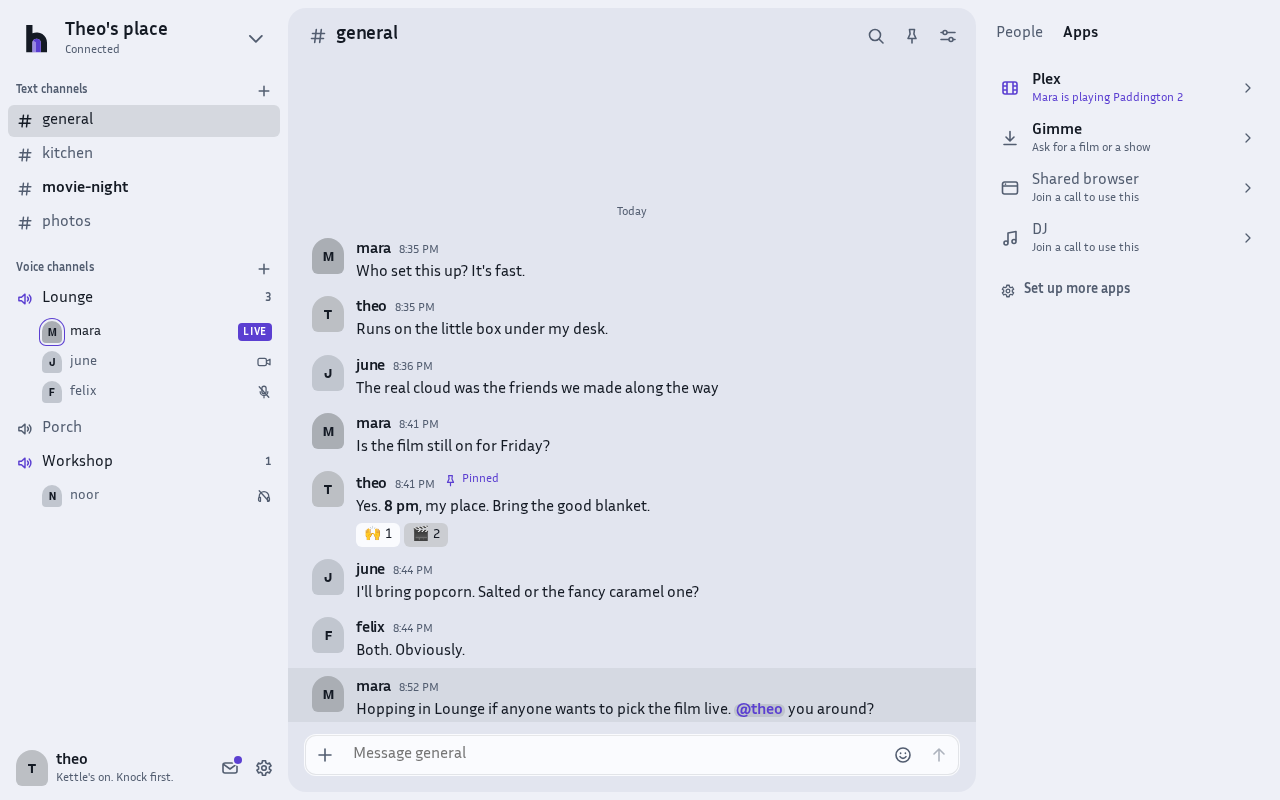 Theo's place
Connected
Text channels
general
kitchen
movie-night
photos
Voice channels
Lounge 3
M mara LIVE
J june
F felix
Porch
Workshop 1
N noor
T theo
Kettle's on. Knock first.
# general
Today
M mara 8:35 PM
Who set this up? It's fast.
T theo 8:35 PM
Runs on the little box under my desk.
J june 8:36 PM
The real cloud was the friends we made along the way
M mara 8:41 PM
Is the film still on for Friday?
T theo 8:41 PM Pinned
Yes. 8 pm, my place. Bring the good blanket.
🙌 1 🎬 2
J june 8:44 PM
I'll bring popcorn. Salted or the fancy caramel one?
F felix 8:44 PM
Both. Obviously.
M mara 8:52 PM
Hopping in Lounge if anyone wants to pick the film live. @theo you around?
Message general
People Apps
Plex
Mara is playing Paddington 2
Gimme
Ask for a film or a show
Shared browser
Join a call to use this
DJ
Join a call to use this
Set up more apps